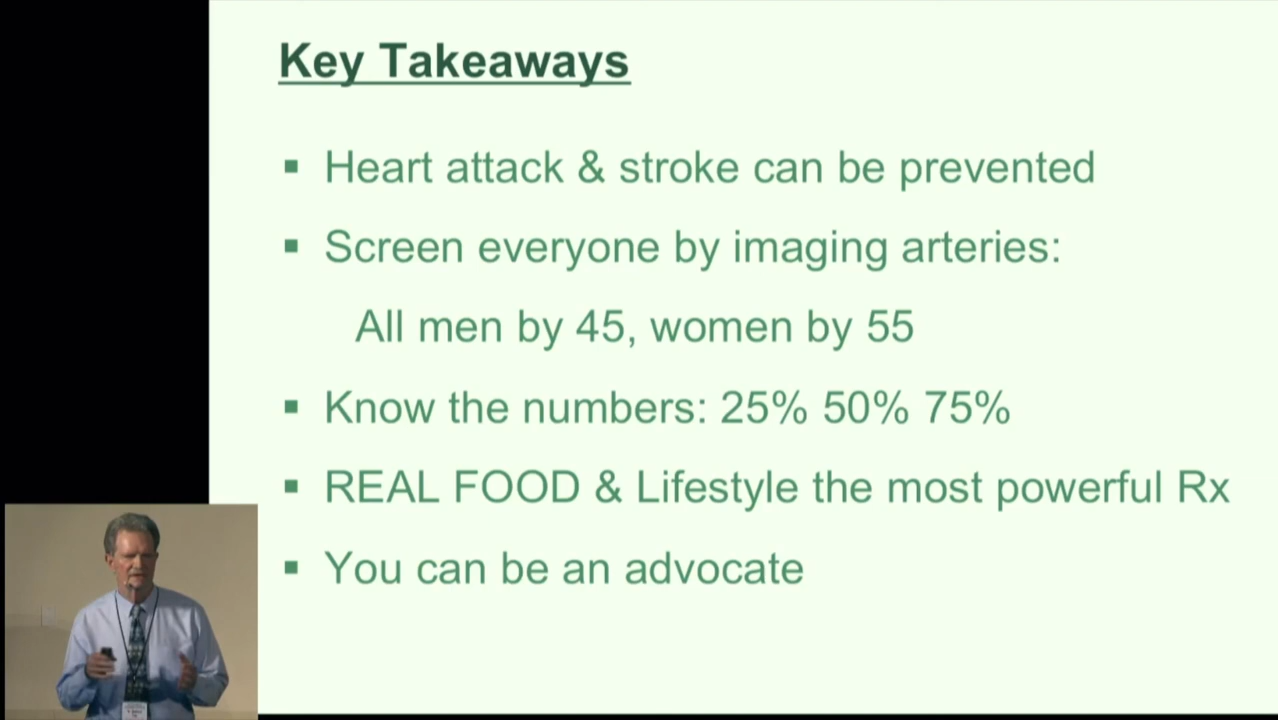 Key Takeaways
▪ Heart attack & stroke can be prevented
▪ Screen everyone by imaging arteries:
All men by 45, women by 55
▪ Know the numbers: 25% 50% 75%
▪ REAL FOOD & Lifestyle the most powerful Rx
▪ You can be an advocate